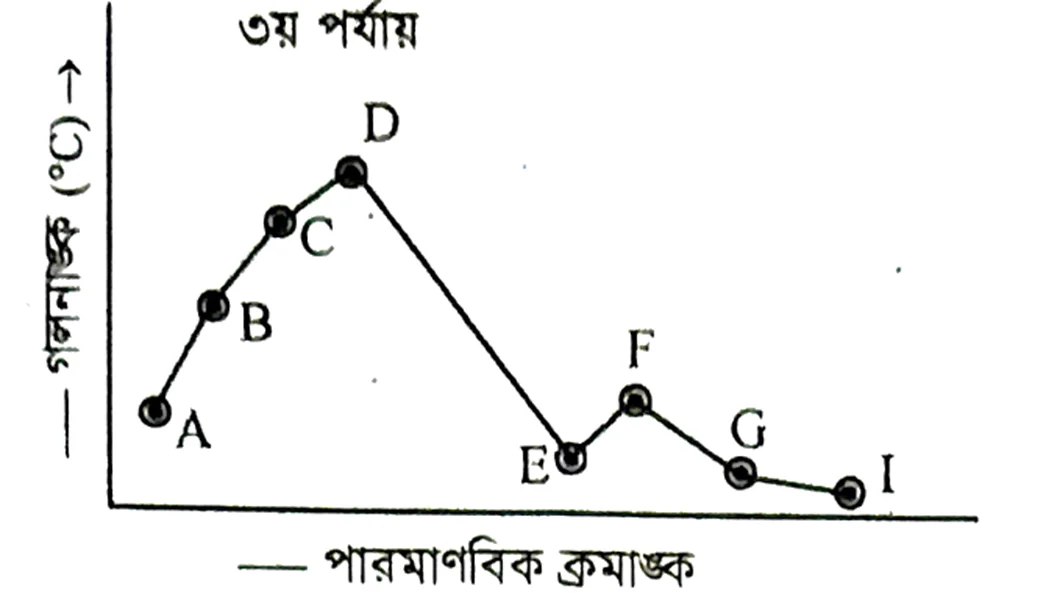 ৩য় পর্যায়
D
C
B
A
F
E
G
I
— গলনাঙ্ক (°C) →
— পারমাণবিক ক্রমাঙ্ক